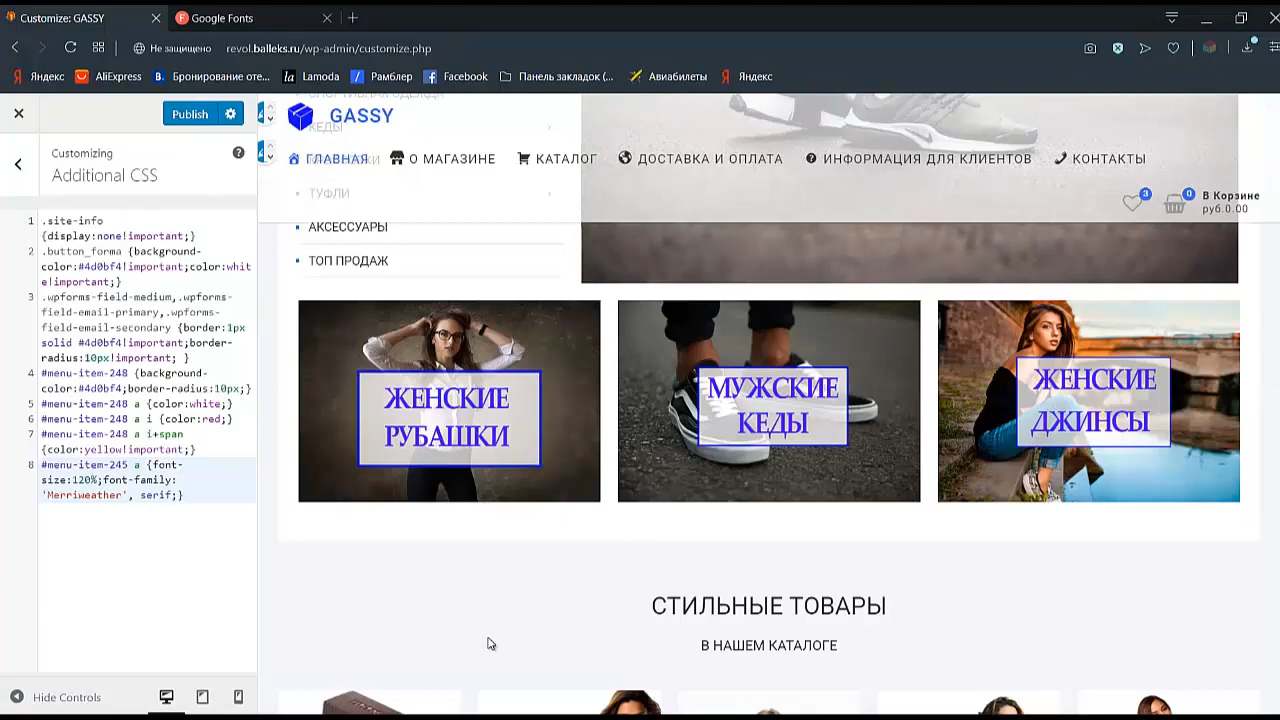 Customize: GASSY
Google Fonts
Не защищено
revol.balleks.ru/wp-admin/customize.php
Яндекс
AliExpress
Бронирование оте...
Lamoda
Рамблер
Facebook
Панель закладок (...
Авиабилеты
Яндекс
Publish
Customizing
Additional CSS
1 .site-info
{display:none!important;}
2 .button_forma {background-
color:#4d0bf4!important;color:whit
e!important;}
3 .wpforms-field-medium,.wpforms-
field-email-primary,.wpforms-
field-email-secondary {border:1px
solid #4d0bf4!important;border-
radius:10px!important; }
4 #menu-item-248 {background-
color:#4d0bf4;border-radius:10px;}
5 #menu-item-248 a {color:white;}
6 #menu-item-248 a i {color:red;}
7 #menu-item-248 a i+span
{color:yellow!important;}
8 #menu-item-245 a {font-
size:120%;font-family:
'Merriweather', serif;}
Hide Controls
GASSY
КЕДЫ
ГЛАВНАЯ
О МАГАЗИНЕ
КАТАЛОГ
ДОСТАВКА И ОПЛАТА
ИНФОРМАЦИЯ ДЛЯ КЛИЕНТОВ
КОНТАКТЫ
ТУФЛИ
3
0
В Корзине
руб.0.00
АКСЕССУАРЫ
ТОП ПРОДАЖ
ЖЕНСКИЕ
РУБАШКИ
МУЖСКИЕ
КЕДЫ
ЖЕНСКИЕ
ДЖИНСЫ
СТИЛЬНЫЕ ТОВАРЫ
В НАШЕМ КАТАЛОГЕ